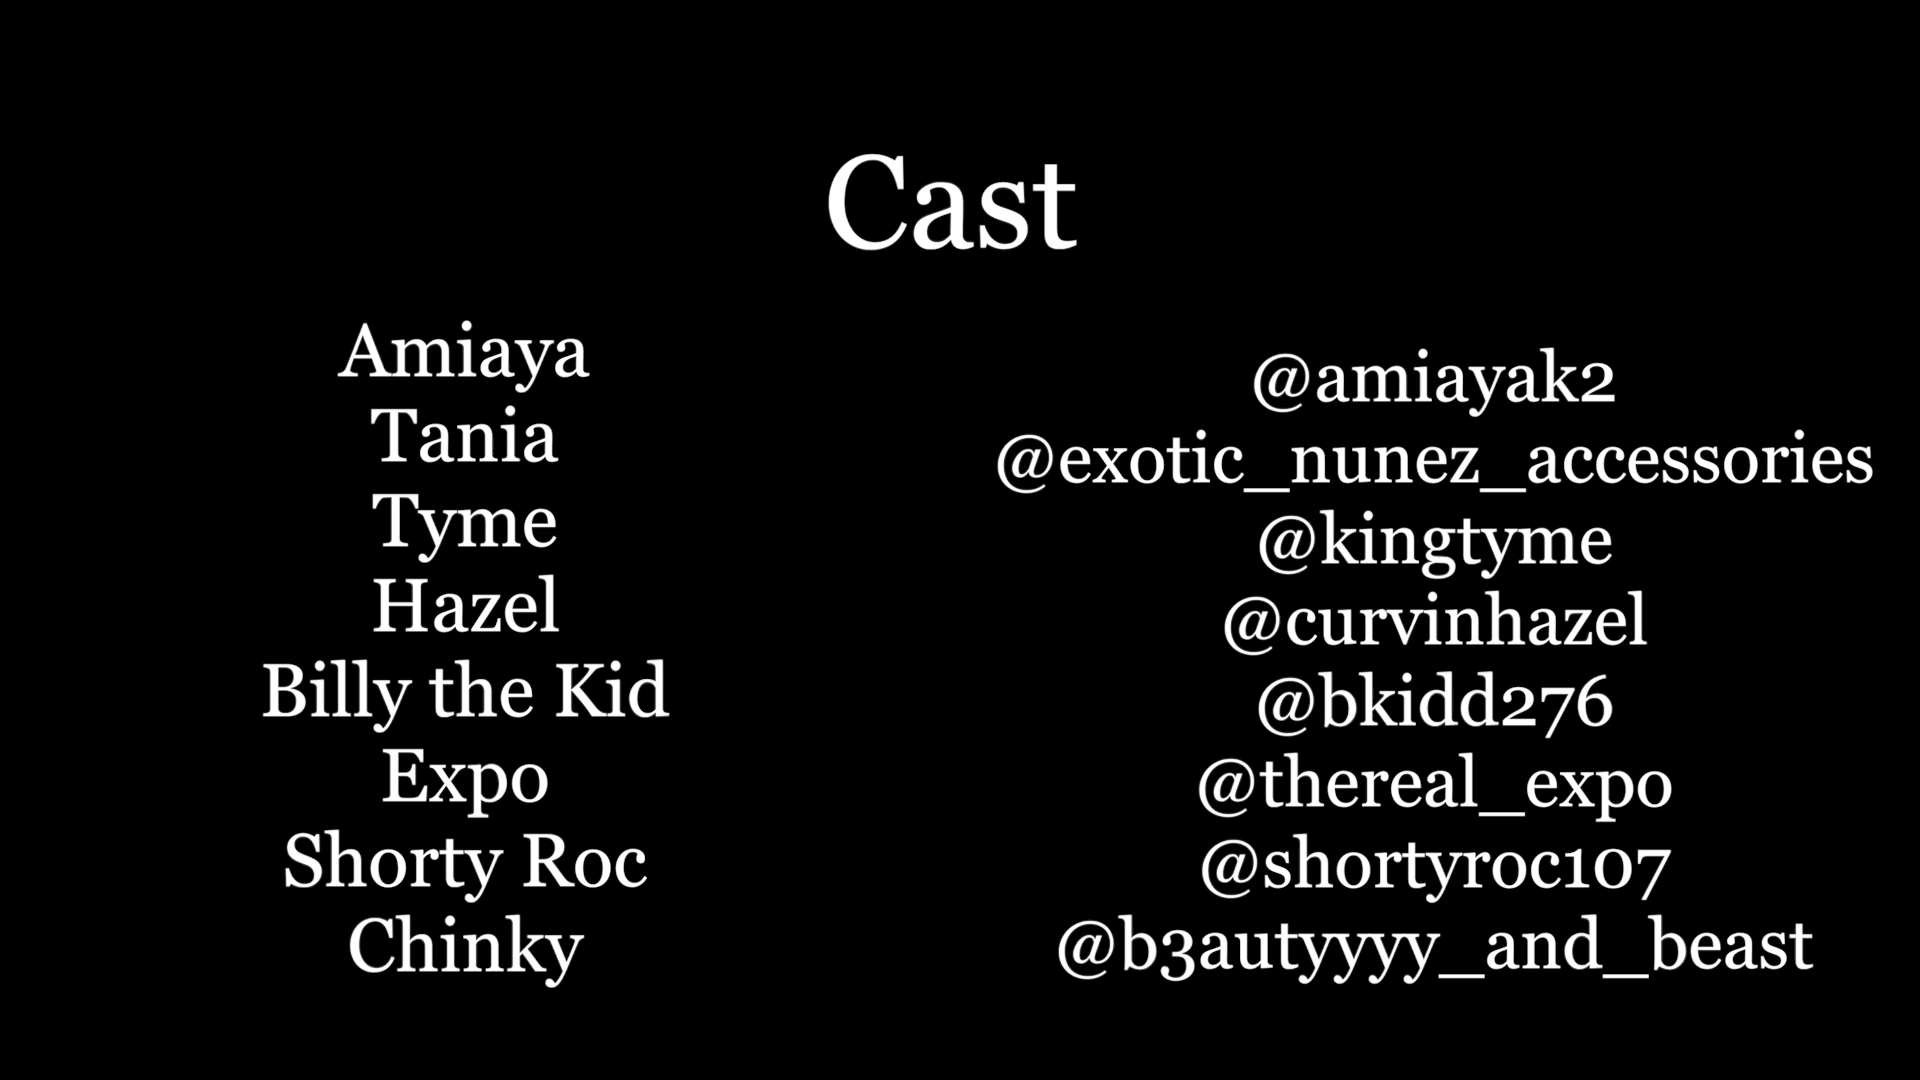 Cast
Amiaya
Tania
Tyme
Hazel
Billy the Kid
Expo
Shorty Roc
Chinky
@amiayak2
@exotic_nunez_accessories
@kingtyme
@curvinhazel
@bkidd276
@thereal_expo
@shortyroc107
@b3autyyyy_and_beast